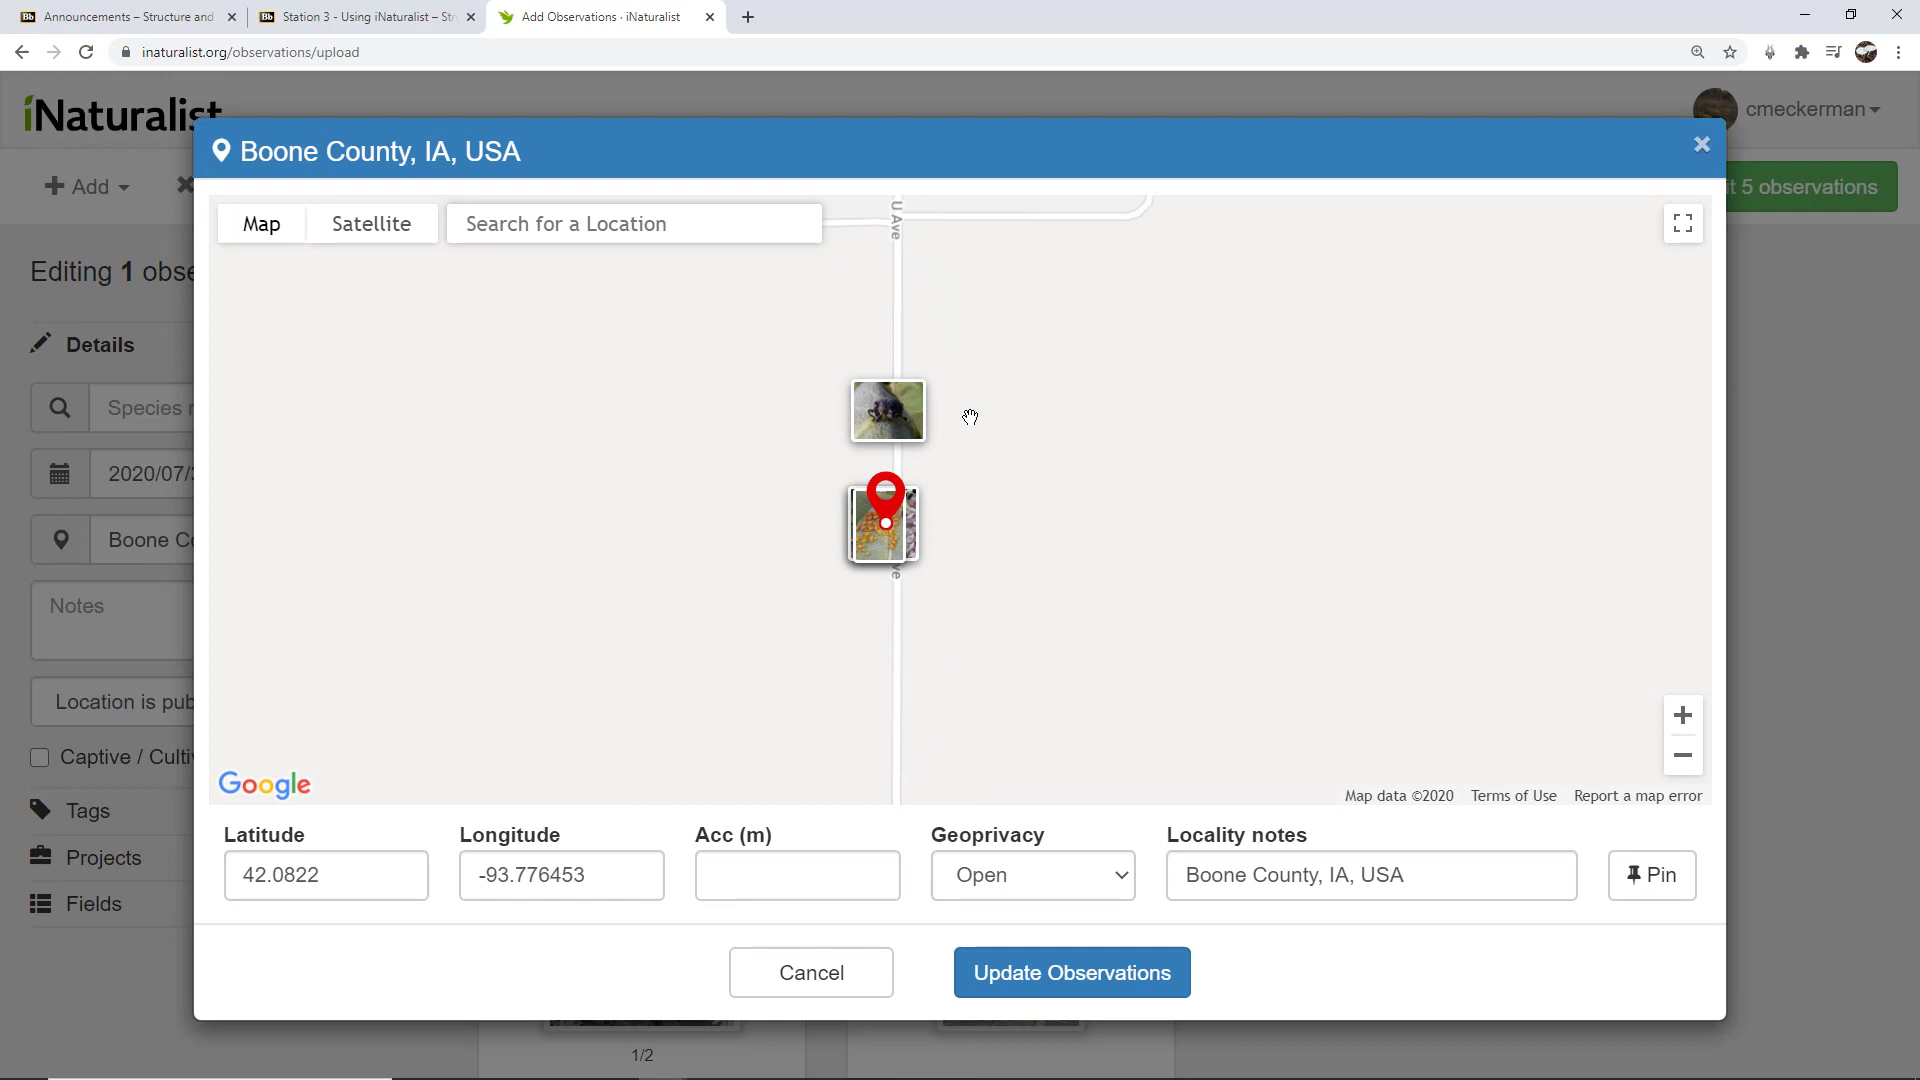 Announcements – Structure and
Station 3 - Using iNaturalist – Str
Add Observations · iNaturalist
inaturalist.org/observations/upload
iNaturalist
cmeckerman
Boone County, IA, USA
Add
5 observations
Map
Satellite
Search for a Location
U Ave
Editing 1 obse
Details
Species
2020/07/
Boone Co
Notes
Location is pub
Captive / Culti
Tags
Projects
Fields
Google
Map data ©2020 Terms of Use Report a map error
Latitude
Longitude
Acc (m)
Geoprivacy
Locality notes
42.0822
-93.776453
Open
Boone County, IA, USA
Pin
Cancel
Update Observations
1/2